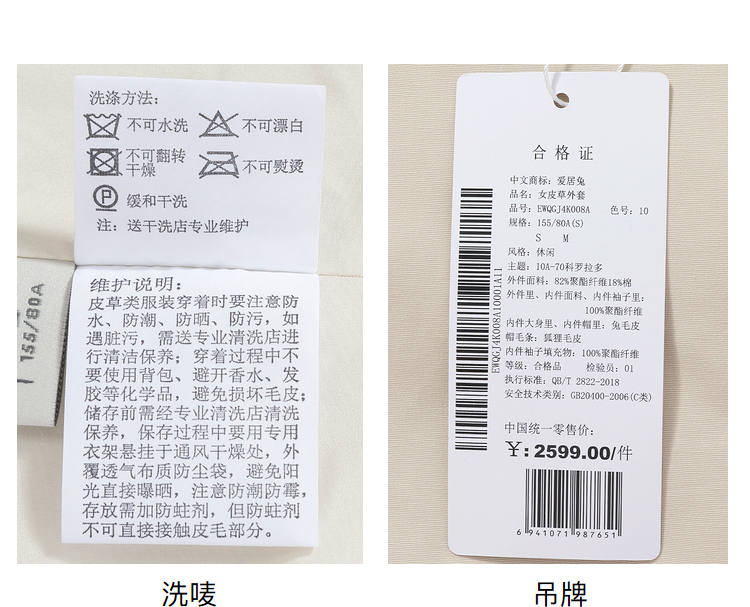 洗涤方法:
不可水洗 不可漂白
不可翻转
干燥 不可熨烫
P 缓和干洗
注: 送干洗店专业维护
155/80A
维护说明:
皮草类服装穿着时要注意防
水、防潮、防晒、防污，如
遇脏污，需送专业清洗店进
行清洁保养；穿着过程中不
要使用背包、避开香水、发
胶等化学品，避免损坏毛皮；
储存前需经专业清洗店清洗
保养，保存过程中要用专用
衣架悬挂于通风干燥处，外
覆透气布质防尘袋，避免阳
光直接曝晒，注意防潮防霉，
存放需加防蛀剂，但防蛀剂
不可直接接触皮毛部分。
洗唛
合格证
中文商标: 爱居兔
品名: 女皮草外套
品号: EWQGJ4K008A 色号: 10
规格: 155/80A(S)
S M
风格: 休闲
主题: 10A-70科罗拉多
外件面料: 82%聚酯纤维18%棉
外件里、内件面料、内件袖子里:
100%聚酯纤维
内件大身里、内件帽里: 兔毛皮
帽毛条: 狐狸毛皮
内件袖子填充物: 100%聚酯纤维
等级: 合格品 检验员: 01
执行标准: QB/T 2822-2018
安全技术类别: GB20400-2006(C类)
EWQGJ4K008A10001A11
中国统一零售价:
¥: 2599.00/件
6 941071 987651
吊牌